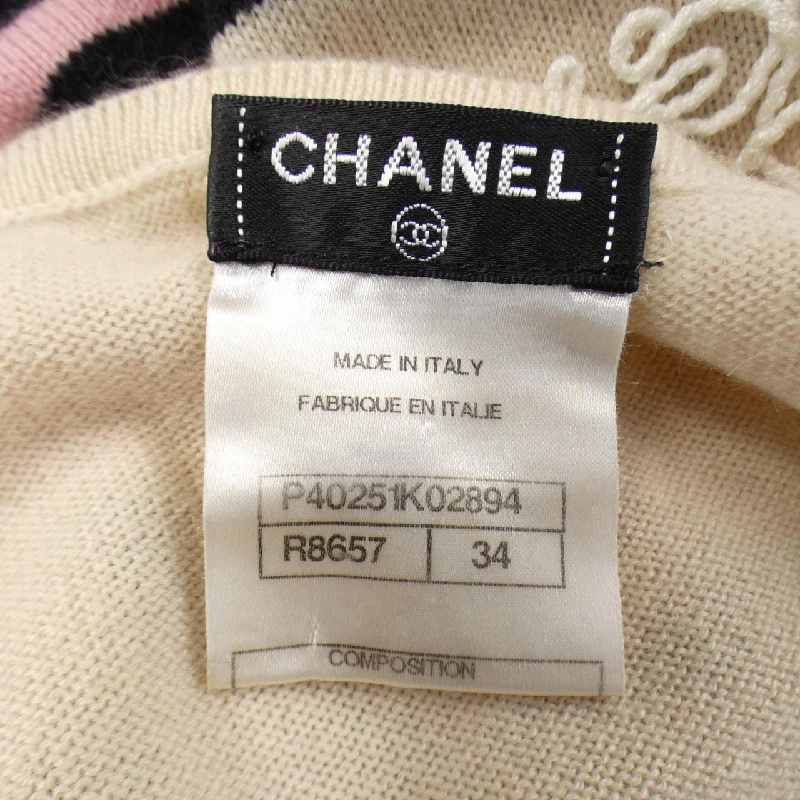 CHANEL
MADE IN ITALY
FABRIQUE EN ITALIE
P40251K02894
R8657 34
COMPOSITION